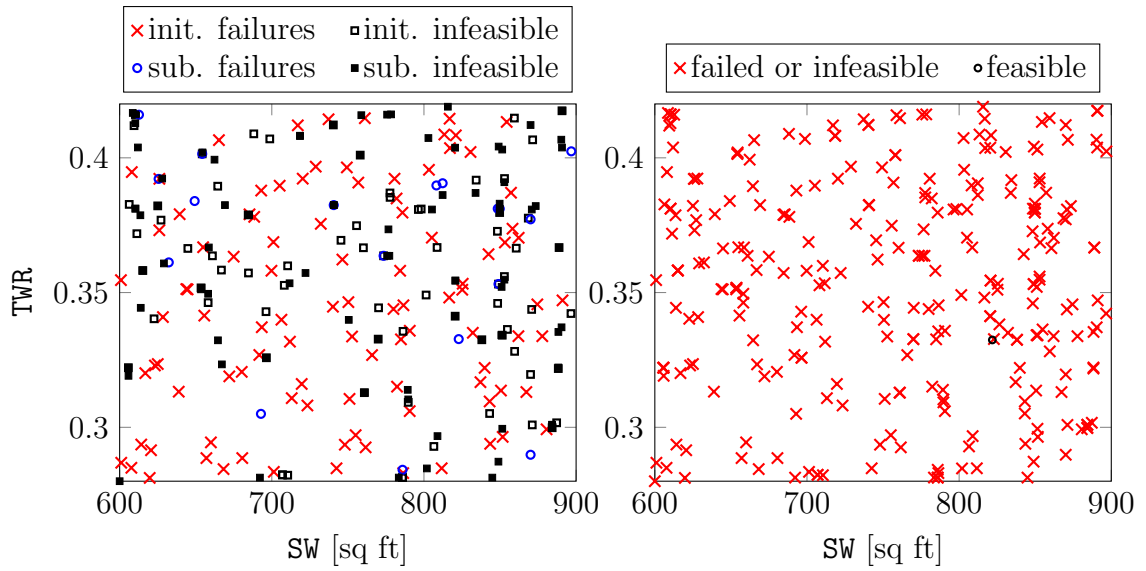 init. failures init. infeasible
sub. failures sub. infeasible
failed or infeasible feasible
0.4
0.35
0.3
TWR
600 700 800 900
SW [sq ft]
0.4
0.35
0.3
600 700 800 900
SW [sq ft]